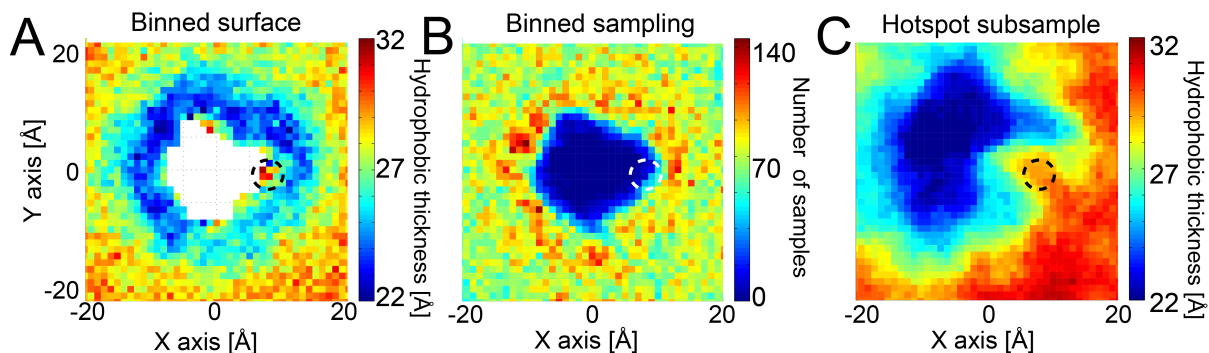 A
Binned surface
20
0
-20
Y axis [Å]
-20
0
20
X axis [Å]
32
27
22
Hydrophobic thickness [Å]
B
Binned sampling
-20
0
20
X axis [Å]
140
70
0
Number of samples
C
Hotspot subsample
-20
0
20
X axis [Å]
32
27
22
Hydrophobic thickness [Å]